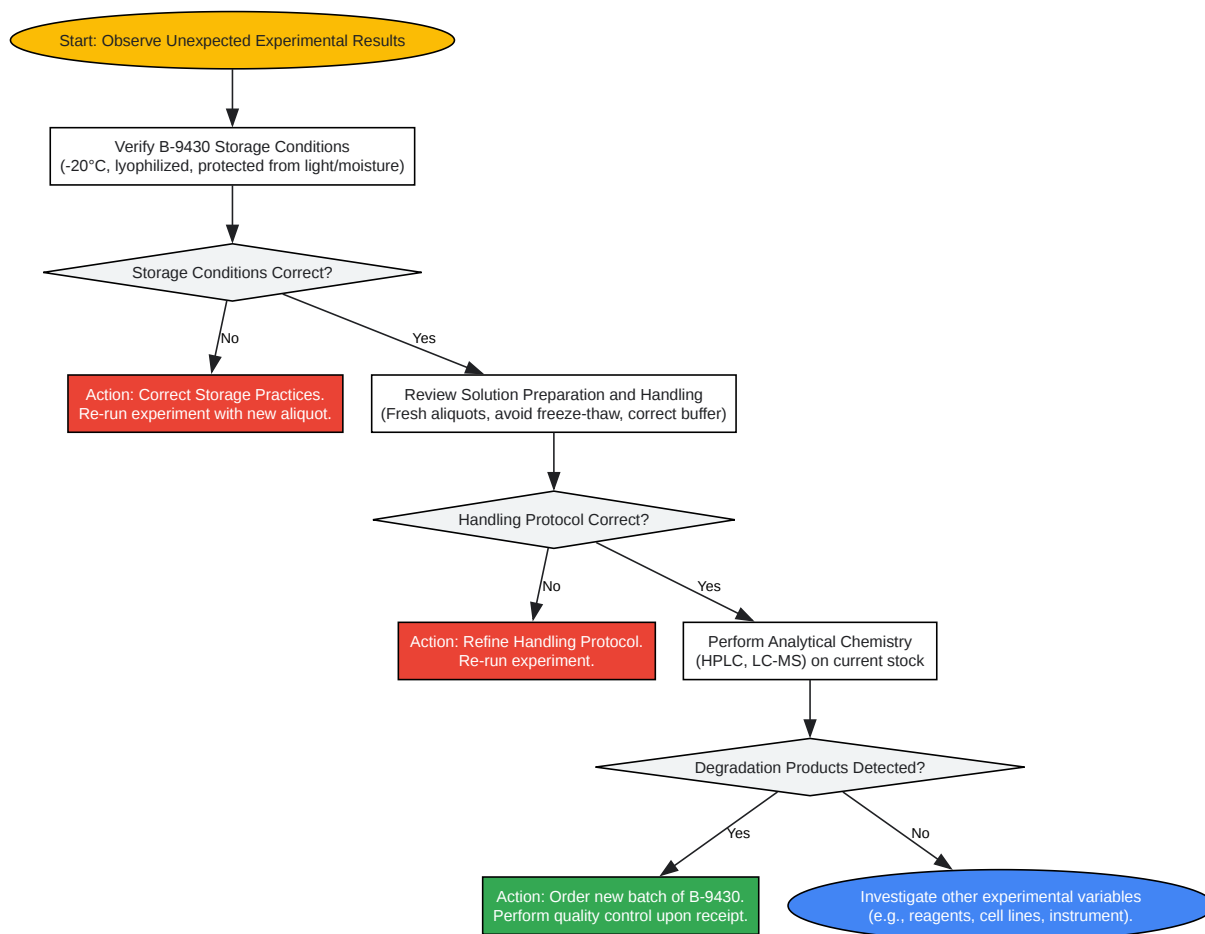 Start: Observe Unexpected Experimental Results
Verify B-9430 Storage Conditions
(-20°C, lyophilized, protected from light/moisture)
Storage Conditions Correct?
No
Yes
Action: Correct Storage Practices.
Re-run experiment with new aliquot.
Review Solution Preparation and Handling
(Fresh aliquots, avoid freeze-thaw, correct buffer)
Handling Protocol Correct?
No
Yes
Action: Refine Handling Protocol.
Re-run experiment.
Perform Analytical Chemistry
(HPLC, LC-MS) on current stock
Degradation Products Detected?
Yes
No
Action: Order new batch of B-9430.
Perform quality control upon receipt.
Investigate other experimental variables
(e.g., reagents, cell lines, instrument).